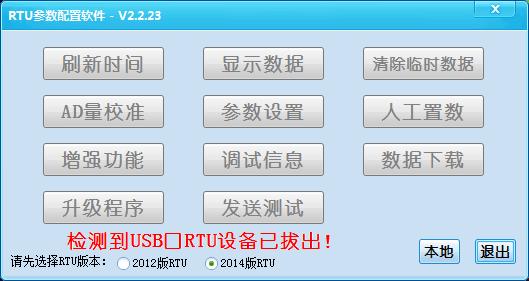 RTU参数配置软件 - V2.2.23
刷新时间 显示数据 清除临时数据
AD量校准 参数设置 人工置数
增强功能 调试信息 数据下载
升级程序 发送测试
检测到USB口RTU设备已拔出!
本地 退出
请先选择RTU版本: 2012版RTU 2014版RTU